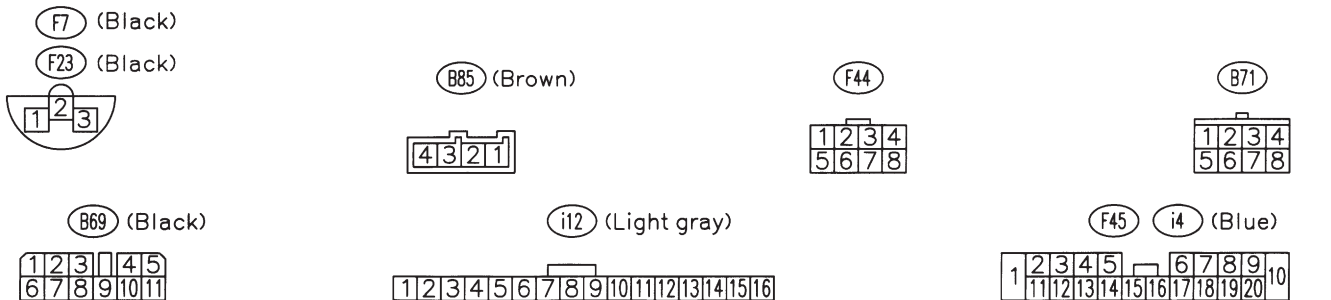 F7 (Black)
F23 (Black)
1 2 3
B85 (Brown)
4 3 2 1
F44
1 2 3 4
5 6 7 8
B71
1 2 3 4
5 6 7 8
B69 (Black)
1 2 3 4 5
6 7 8 9 10 11
i12 (Light gray)
1 2 3 4 5 6 7 8 9 10 11 12 13 14 15 16
F45 i4 (Blue)
1 2 3 4 5 6 7 8 9 10
11 12 13 14 15 16 17 18 19 20